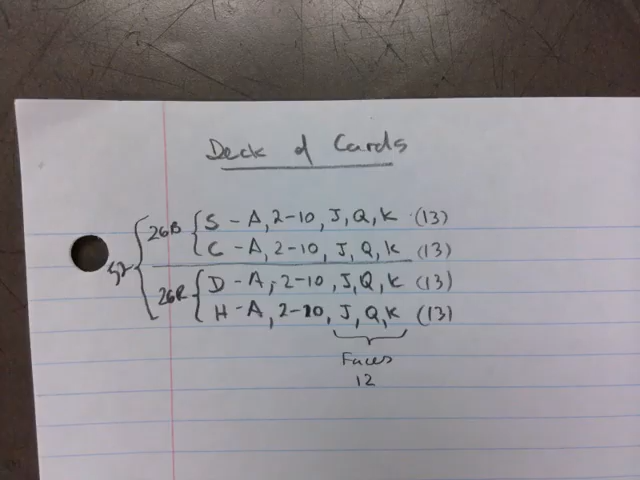 Deck of Cards
52 { 26B { S - A, 2-10, J, Q, K (13)
C - A, 2-10, J, Q, K (13)
26R { D - A, 2-10, J, Q, K (13)
H - A, 2-10, J, Q, K (13)
Faces
12